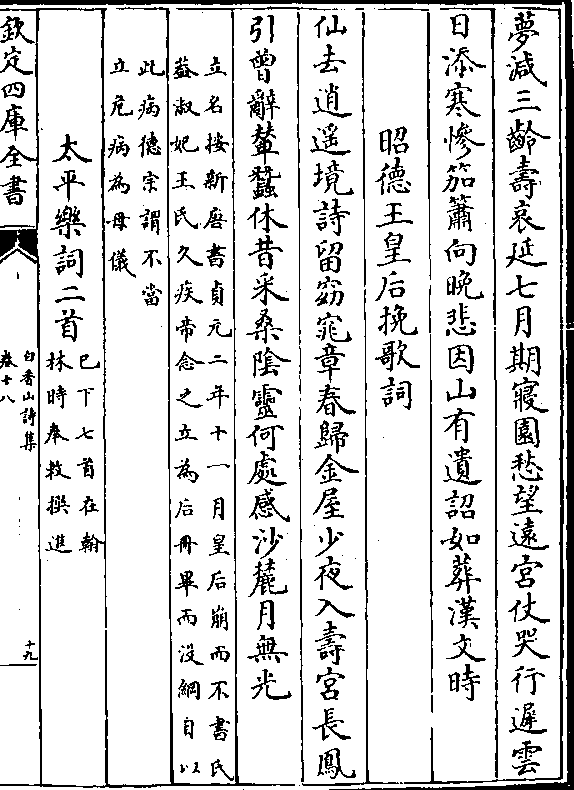 夢減三齡壽哀延七月期寢園愁望遠宮仗哭行遲雲
日添寒慘笳簫向晚悲因山有遺詔如葬漢文時
昭德王皇后挽歌詞
仙去逍遥境詩留窈窕章春歸金屋少夜入壽宮長鳳
引曾辭輦蠶休昔采桑陰靈何處感沙麓月無光
立名按新唐書貞元二年十一月皇后崩而不書氏
葢淑妃王氏久疾帝念之立為后冊畢而沒綱目以
此病德宗謂不當
立危病為母儀
太平樂詞二首
已下七首在翰
林時奉敕撰進
欽定四庫全書
白香山詩集
卷十八
十九